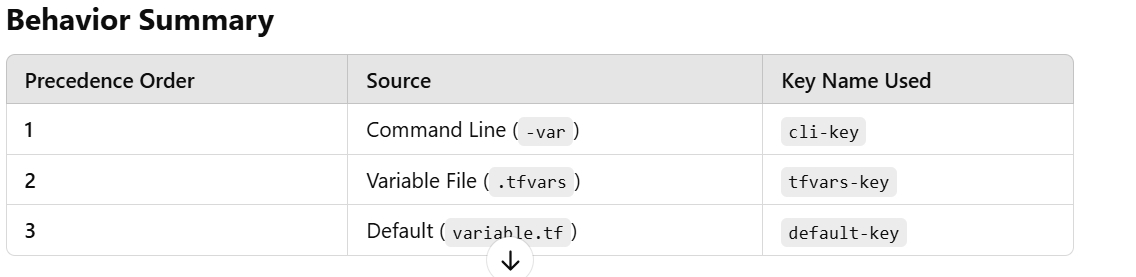 Behavior Summary
Precedence Order Source Key Name Used
1 Command Line ( -var ) cli-key
2 Variable File ( .tfvars ) tfvars-key
3 Default ( variable.tf ) default-key